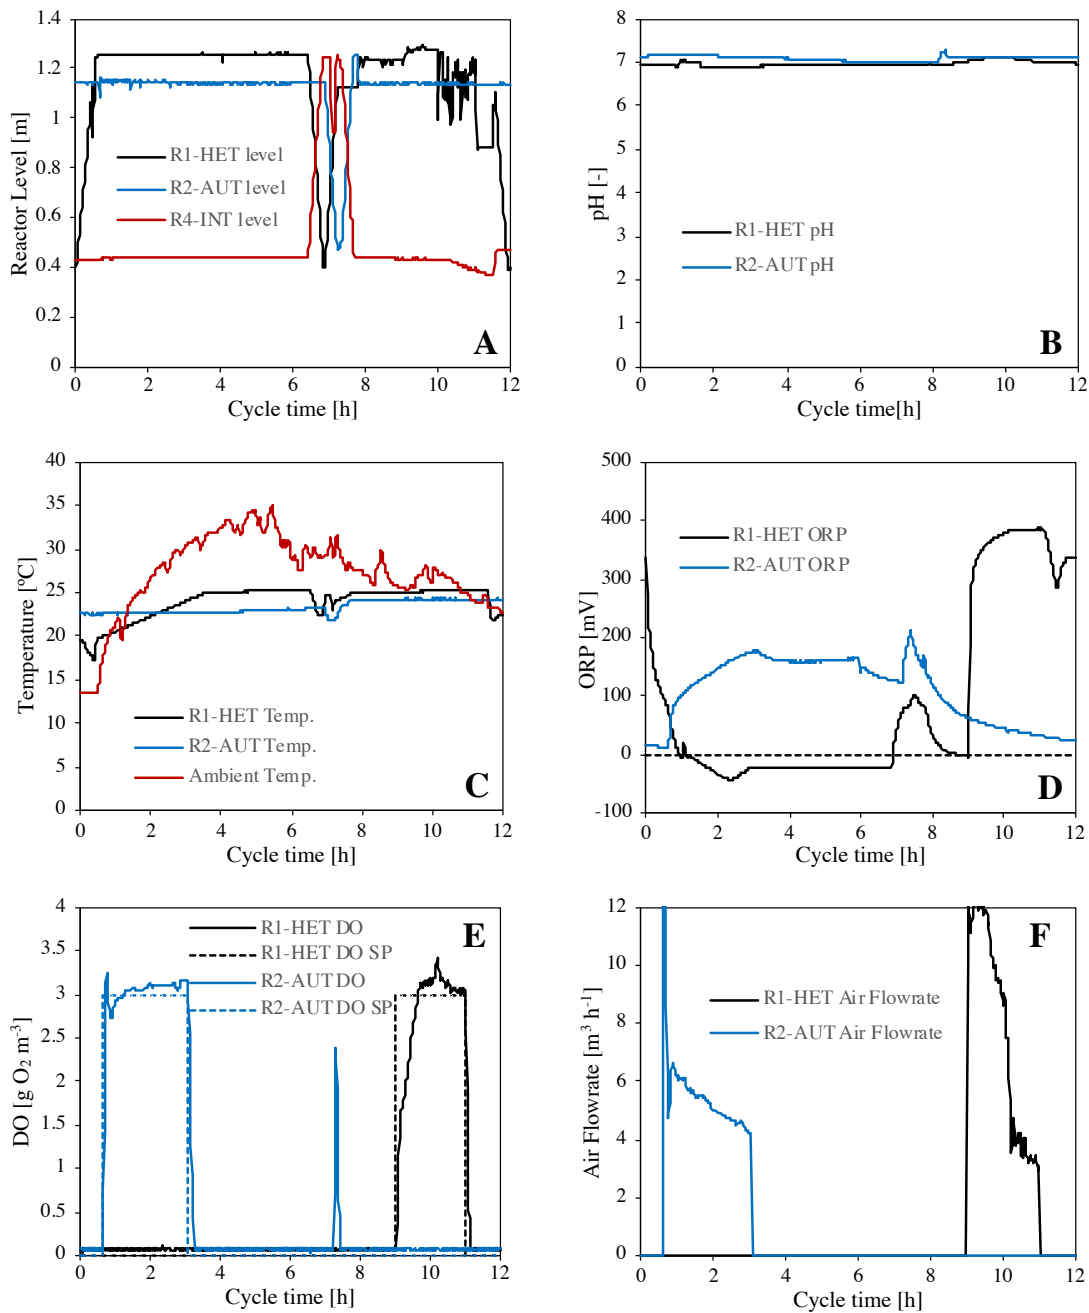 1.4
1.2
1
0.8
0.6
0.4
0.2
0
Reactor Level [m]
R1-HET level
R2-AUT level
R4-INT level
A
0 2 4 6 8 10 12
Cycle time [h]
8
7
6
5
4
3
2
1
0
pH [-]
R1-HET pH
R2-AUT pH
B
0 2 4 6 8 10 12
Cycle time[h]
40
35
30
25
20
15
10
5
0
Temperature [ºC]
R1-HET Temp.
R2-AUT Temp.
Ambient Temp.
C
0 2 4 6 8 10 12
Cycle time [h]
500
400
300
200
100
0
-100
ORP [mV]
R1-HET ORP
R2-AUT ORP
D
0 2 4 6 8 10 12
Cycle time [h]
4
3.5
3
2.5
2
1.5
1
0.5
0
DO [g O₂ m⁻³]
R1-HET DO
R1-HET DO SP
R2-AUT DO
R2-AUT DO SP
E
0 2 4 6 8 10 12
Cycle time [h]
12
10
8
6
4
2
0
Air Flowrate [m³ h⁻¹]
R1-HET Air Flowrate
R2-AUT Air Flowrate
F
0 2 4 6 8 10 12
Cycle time [h]